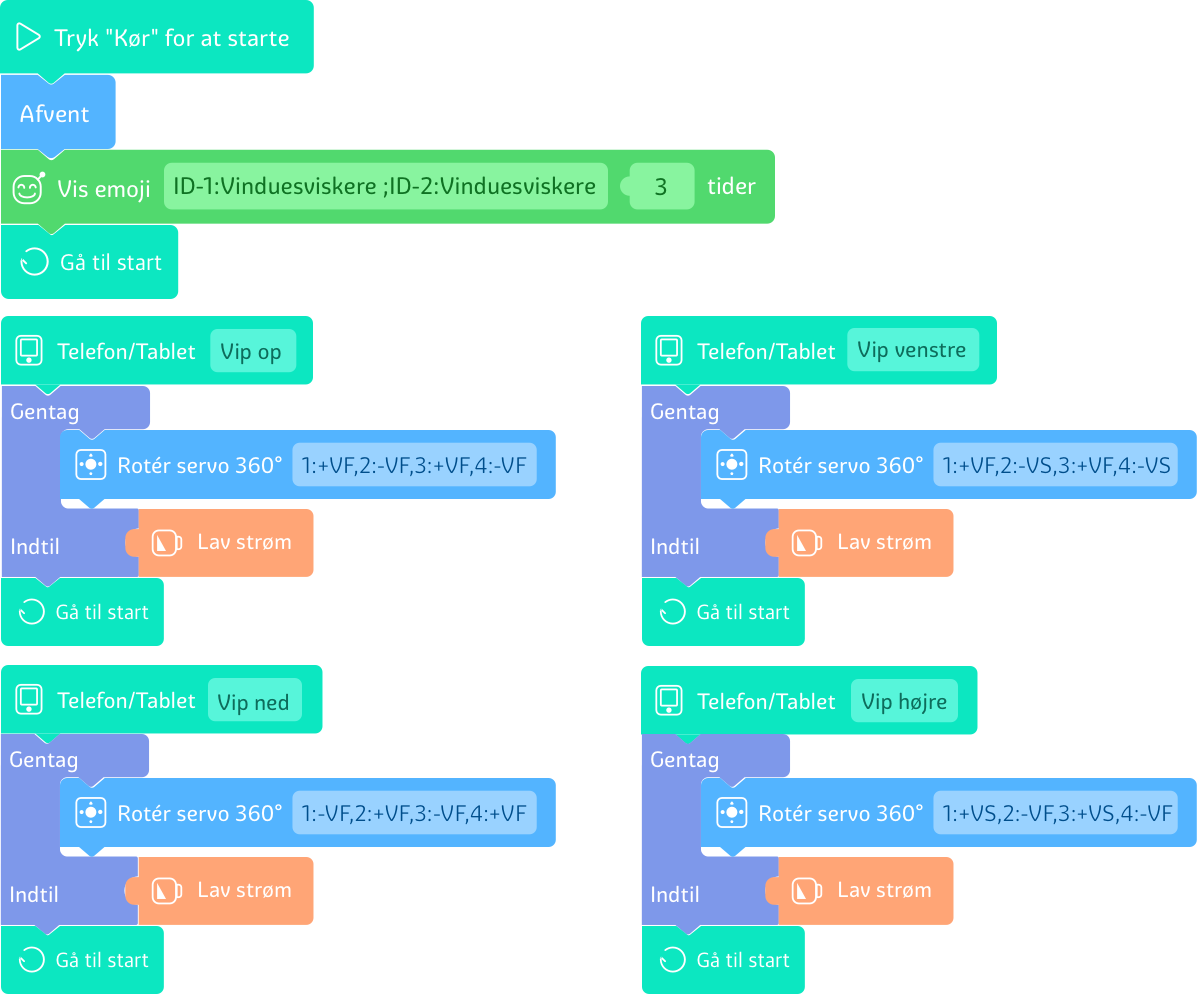 Tryk "Kør" for at starte
Afvent
Vis emoji ID-1:Vinduesviskere ;ID-2:Vinduesviskere 3 tider
Gå til start
Telefon/Tablet Vip op
Gentag
Rotér servo 360° 1:+VF,2:-VF,3:+VF,4:-VF
Indtil Lav strøm
Gå til start
Telefon/Tablet Vip venstre
Gentag
Rotér servo 360° 1:+VF,2:-VS,3:+VF,4:-VS
Indtil Lav strøm
Gå til start
Telefon/Tablet Vip ned
Gentag
Rotér servo 360° 1:-VF,2:+VF,3:-VF,4:+VF
Indtil Lav strøm
Gå til start
Telefon/Tablet Vip højre
Gentag
Rotér servo 360° 1:+VS,2:-VF,3:+VS,4:-VF
Indtil Lav strøm
Gå til start